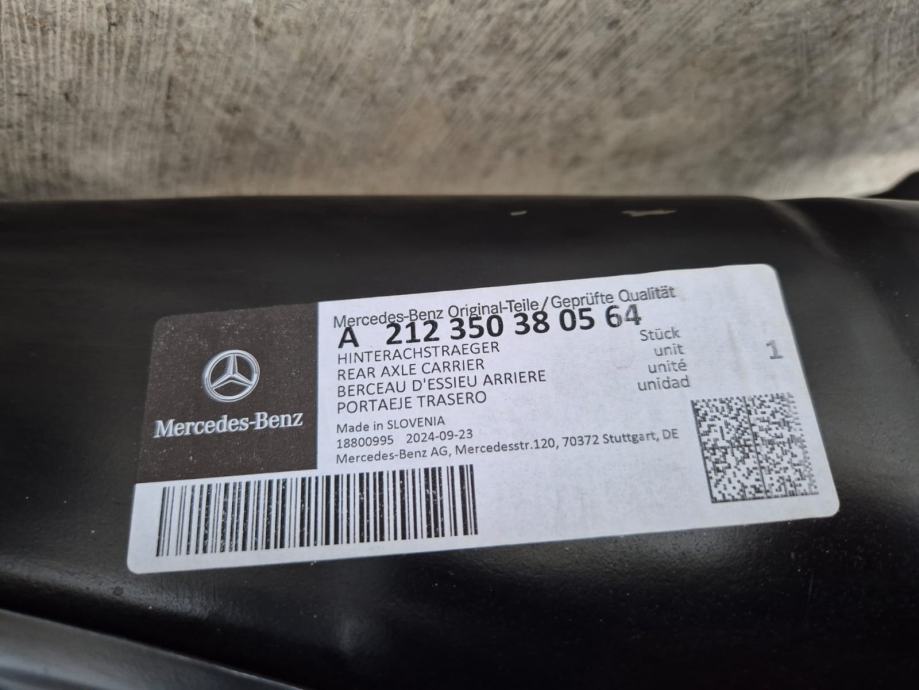 Mercedes-Benz Original-Teile/Geprüfte Qualität
A 212 350 38 05 64
HINTERACHSTRAEGER
REAR AXLE CARRIER
BERCEAU D'ESSIEU ARRIERE
PORTAEJE TRASERO
Stück
unit
unité
unidad
1
Made in SLOVENIA
18800995 2024-09-23
Mercedes-Benz AG, Mercedesstr.120, 70372 Stuttgart, DE
Mercedes-Benz